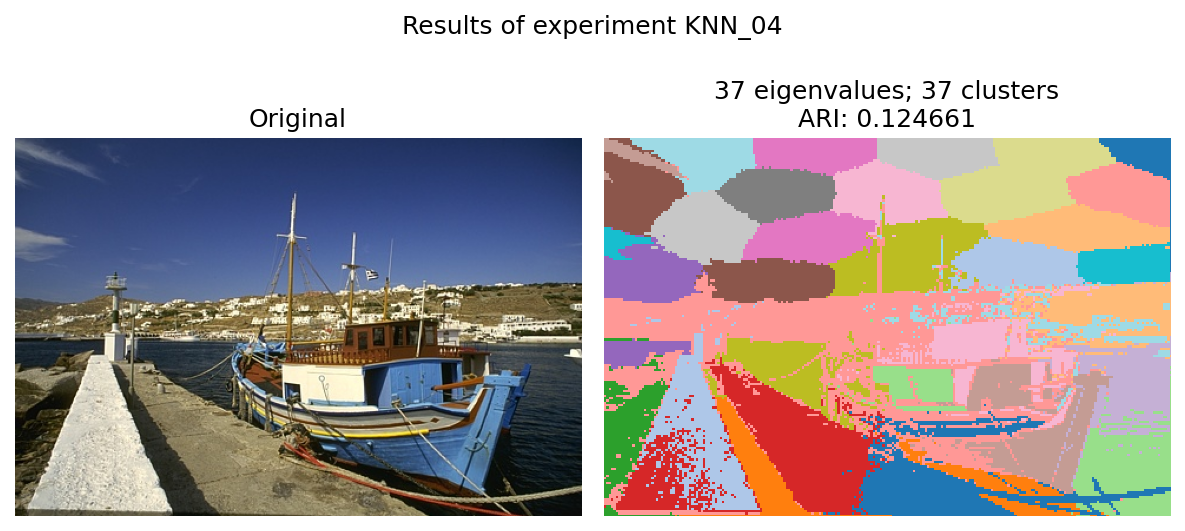 Results of experiment KNN_04
Original
37 eigenvalues; 37 clusters
ARI: 0.124661